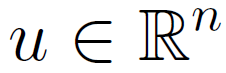 u ∈ ℝⁿ